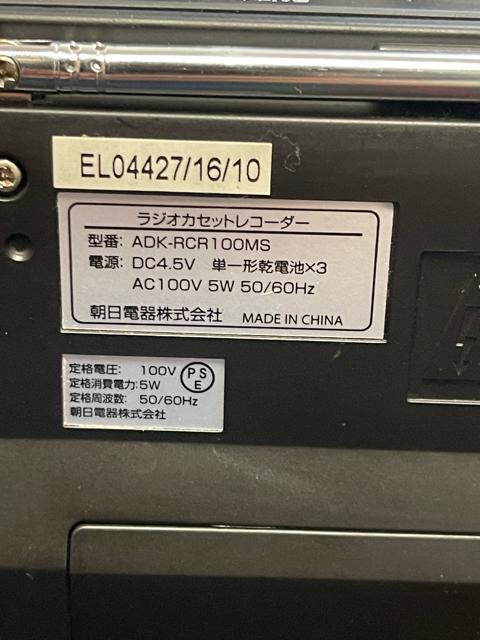 EL04427/16/10
ラジオカセットレコーダー
型番: ADK-RCR100MS
電源: DC4.5V 単一形乾電池×3
AC100V 5W 50/60Hz
朝日電器株式会社 MADE IN CHINA
定格電圧: 100V
定格消費電力:5W
定格周波数: 50/60Hz
朝日電器株式会社
PS
E